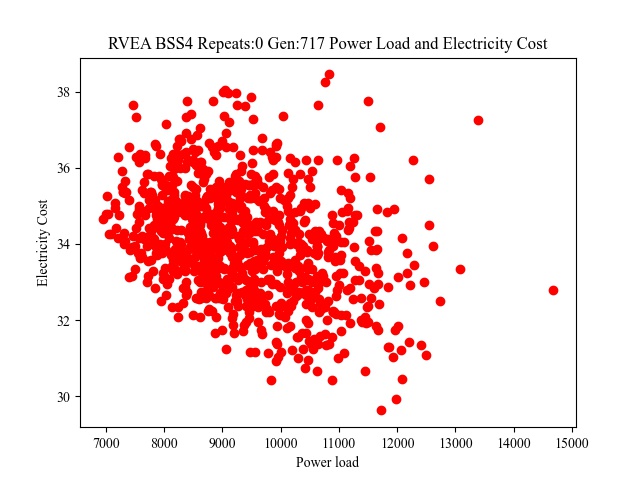 RVEA BSS4 Repeats:0 Gen:717 Power Load and Electricity Cost
38
36
34
32
30
Electricity Cost
7000 8000 9000 10000 11000 12000 13000 14000 15000
Power load